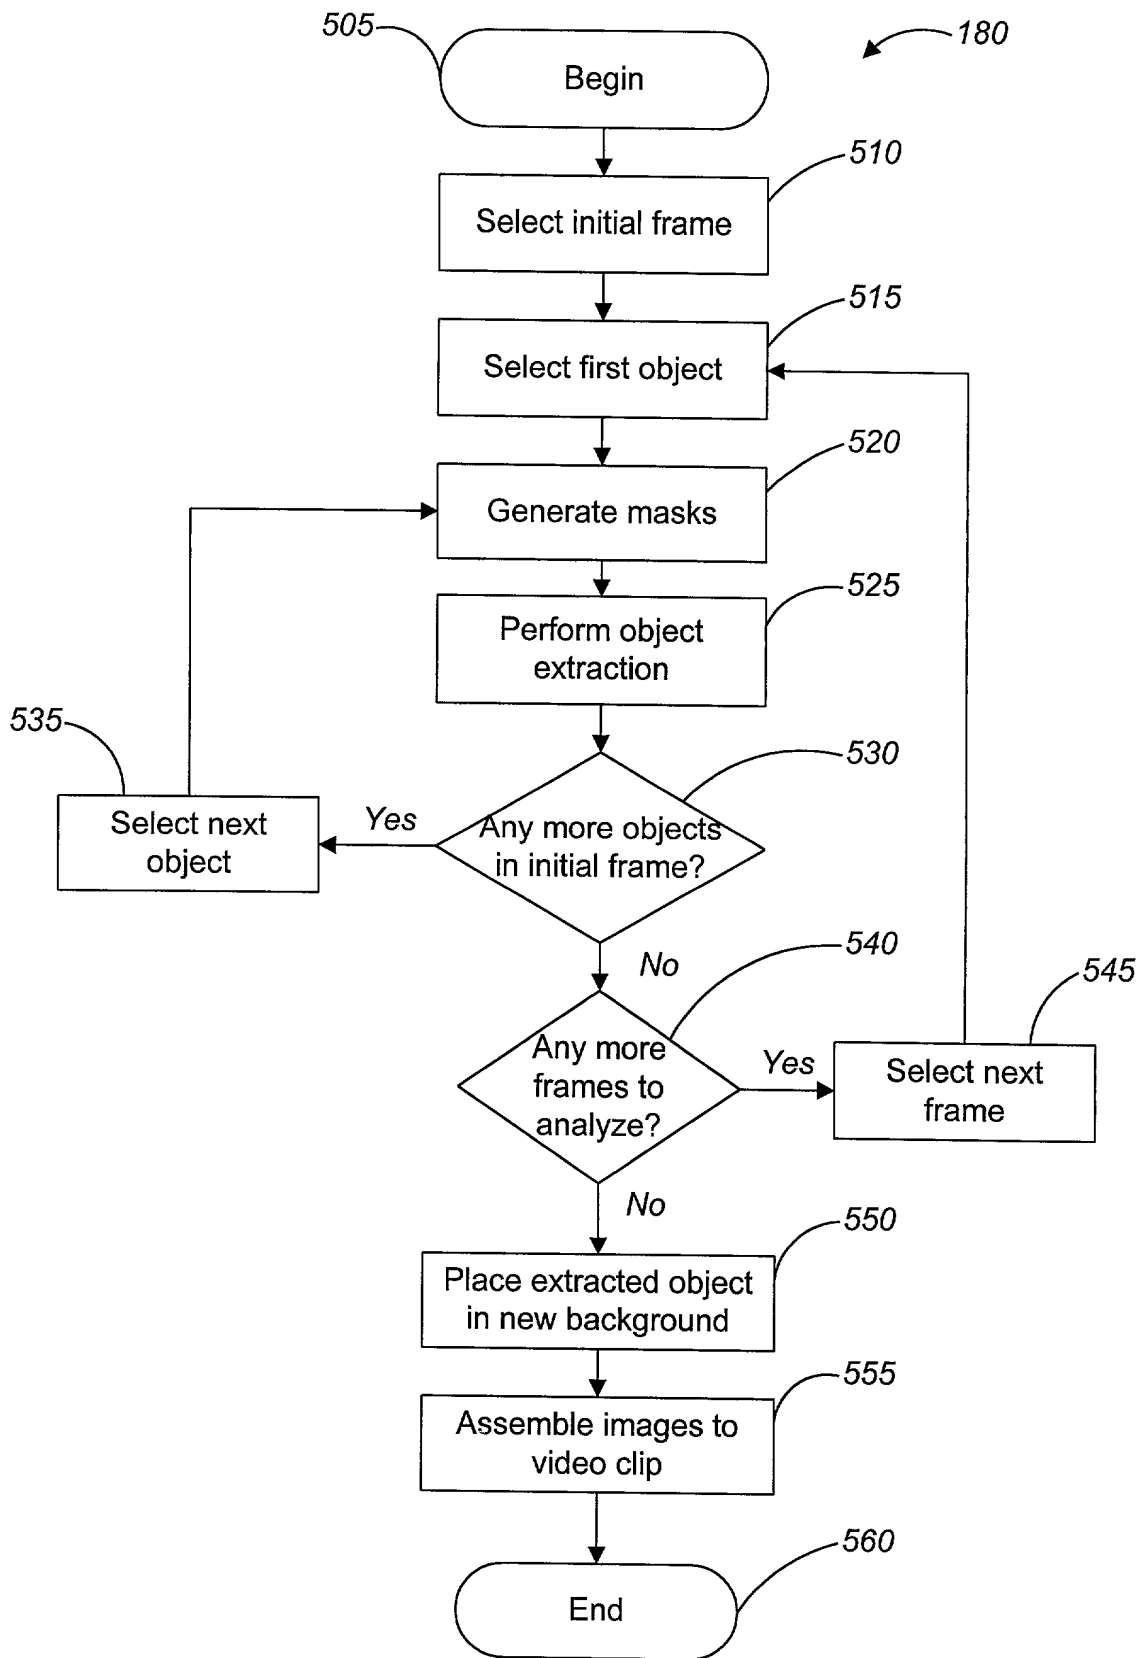 505
180
Begin
510
Select initial frame
515
Select first object
520
Generate masks
525
Perform object
extraction
535
530
Select next
object
Yes
Any more objects
in initial frame?
No
540
545
Any more
frames to
analyze?
Yes
Select next
frame
No
550
Place extracted object
in new background
555
Assemble images to
video clip
560
End